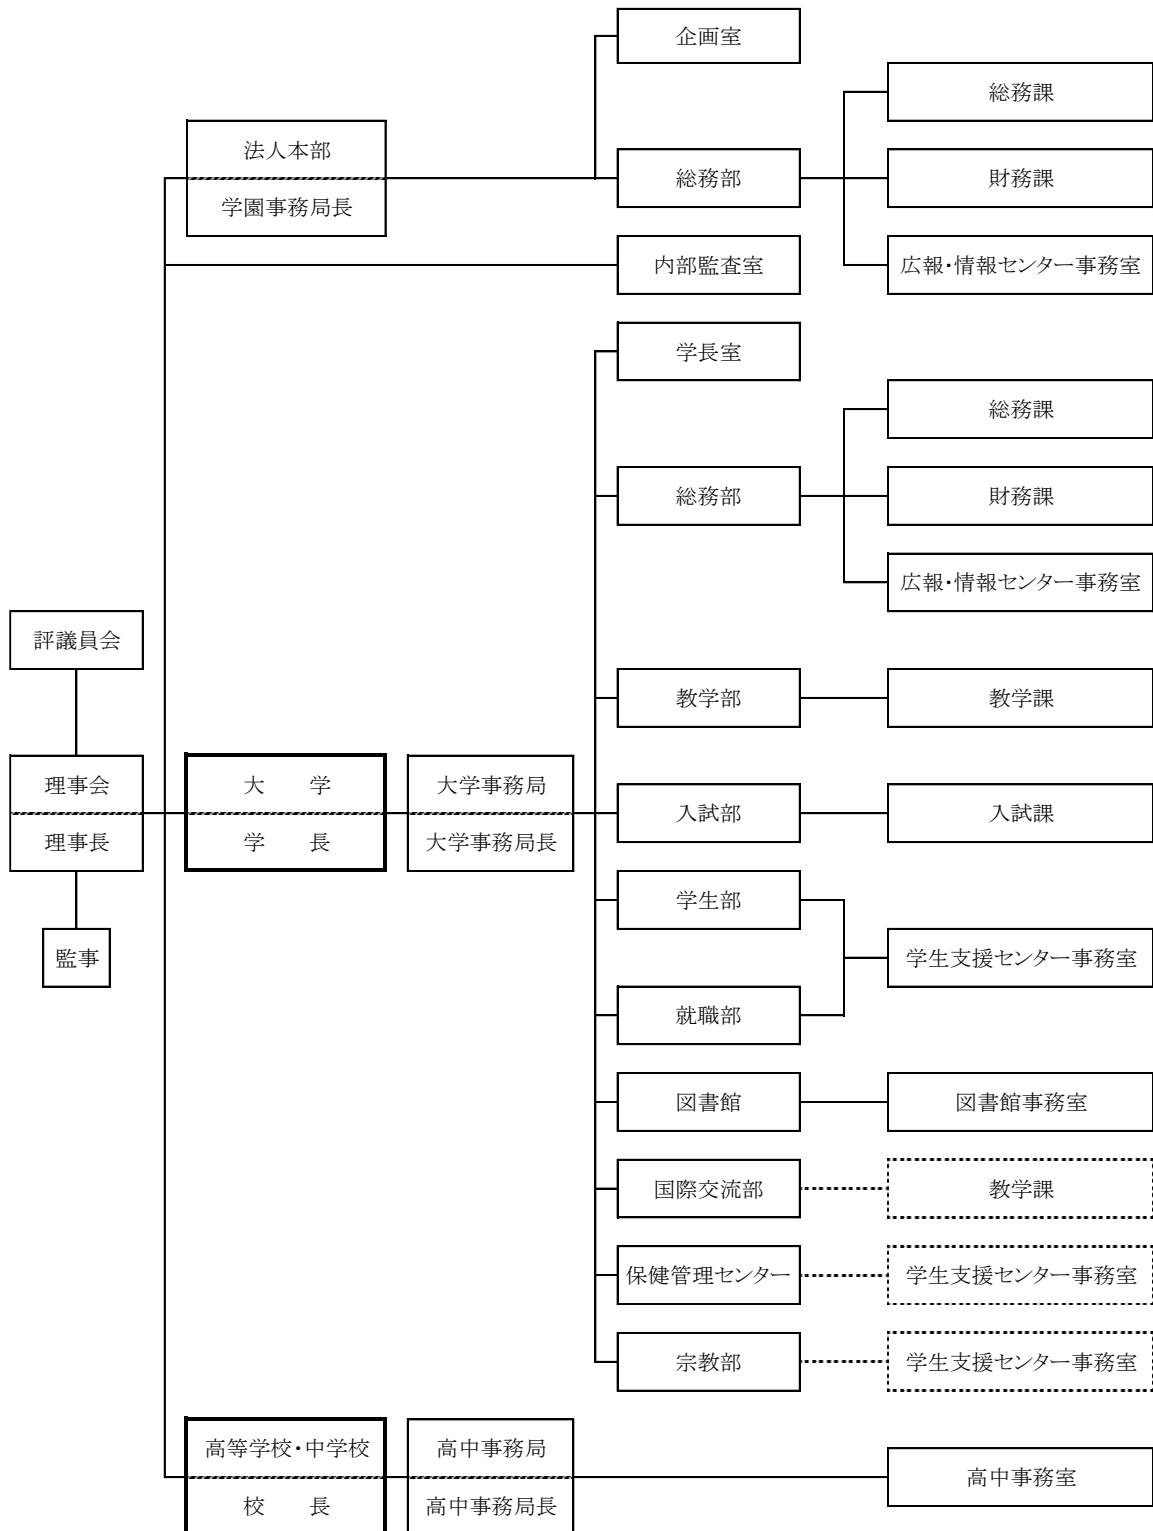 企画室
総務課
法人本部
学園事務局長
総務部
財務課
内部監査室
広報・情報センター事務室
学長室
総務課
総務部
財務課
広報・情報センター事務室
評議員会
教学部
教学課
理事会
理事長
大　　学
学　　長
大学事務局
大学事務局長
入試部
入試課
学生部
監事
学生支援センター事務室
就職部
図書館
図書館事務室
国際交流部
教学課
保健管理センター
学生支援センター事務室
宗教部
学生支援センター事務室
高等学校・中学校
校　　長
高中事務局
高中事務局長
高中事務室